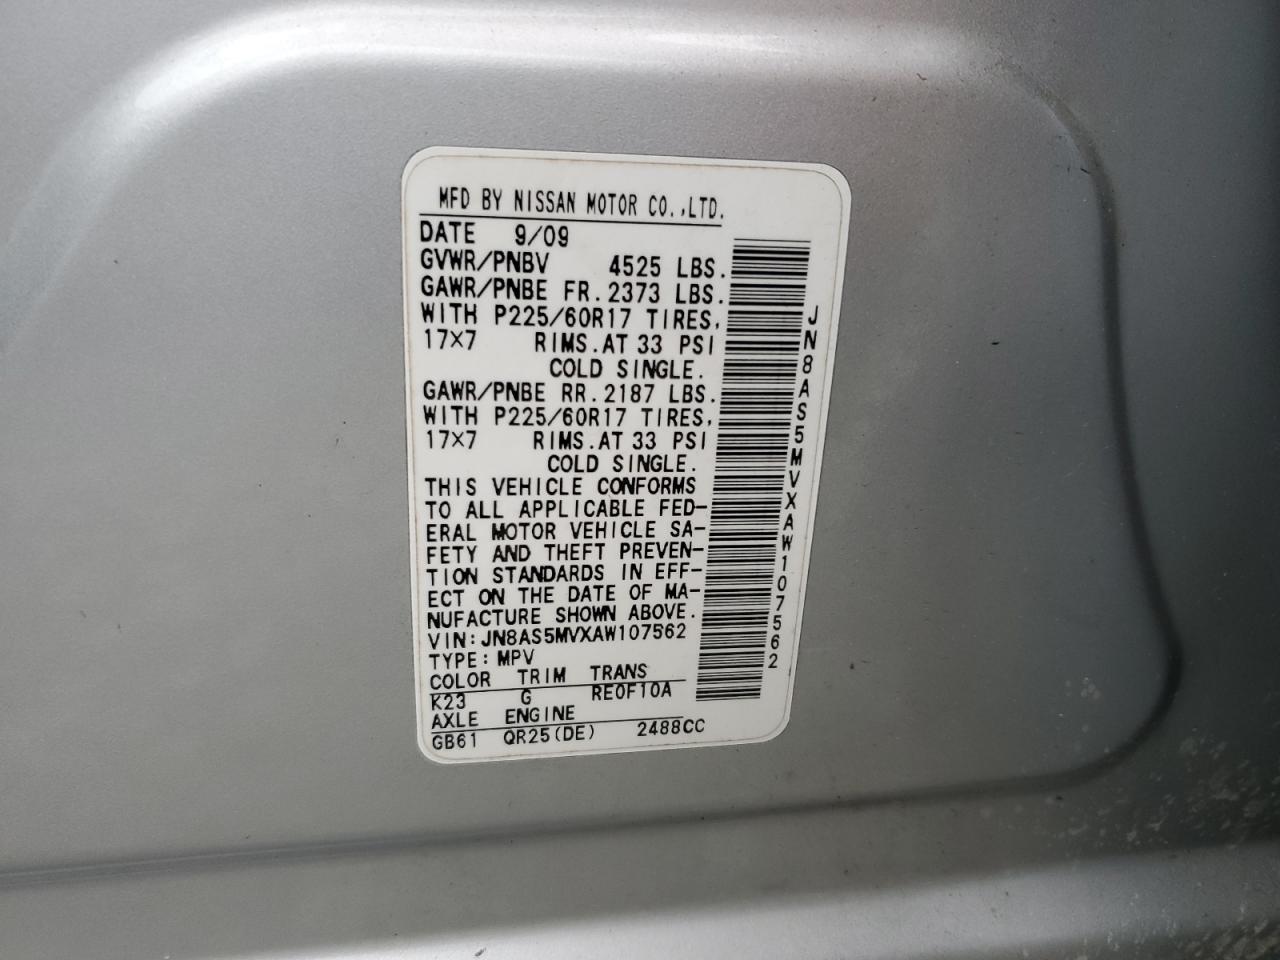 MFD BY NISSAN MOTOR CO.,LTD.
DATE 9/09
GVWR/PNBV 4525 LBS.
GAWR/PNBE FR.2373 LBS.
WITH P225/60R17 TIRES,
17×7 RIMS.AT 33 PSI
COLD SINGLE.
GAWR/PNBE RR.2187 LBS.
WITH P225/60R17 TIRES,
17×7 RIMS.AT 33 PSI
COLD SINGLE.
THIS VEHICLE CONFORMS
TO ALL APPLICABLE FED-
ERAL MOTOR VEHICLE SA-
FETY AND THEFT PREVEN-
TION STANDARDS IN EFF-
ECT ON THE DATE OF MA-
NUFACTURE SHOWN ABOVE.
VIN:JN8AS5MVXAW107562
TYPE:MPV
COLOR TRIM TRANS
K23 G RE0F10A
AXLE ENGINE
GB61 QR25(DE) 2488CC
JN8AS5MVXAW107562